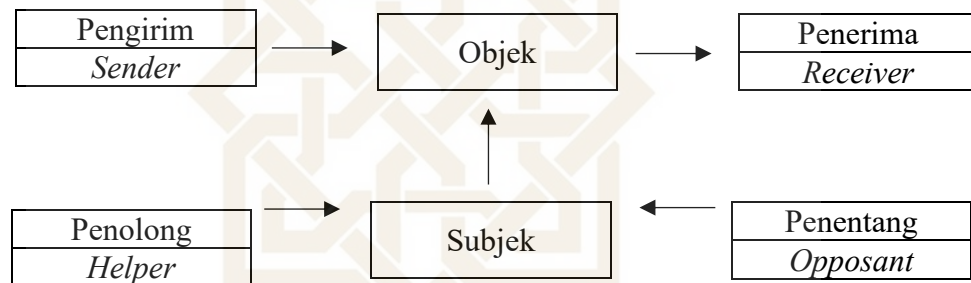 Pengirim
Sender
Objek
Penerima
Receiver
Penolong
Helper
Subjek
Penentang
Opposant